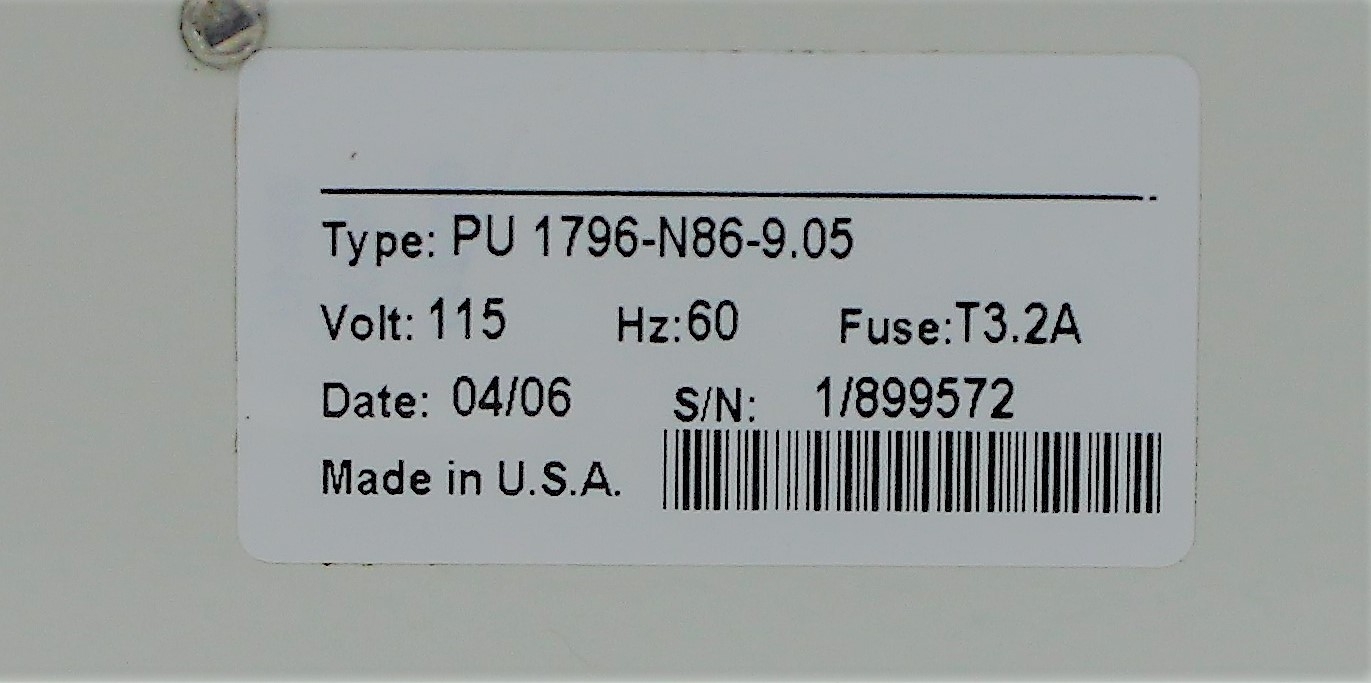 Type: PU 1796-N86-9.05
Volt: 115 Hz:60 Fuse:T3.2A
Date: 04/06 S/N: 1/899572
Made in U.S.A.